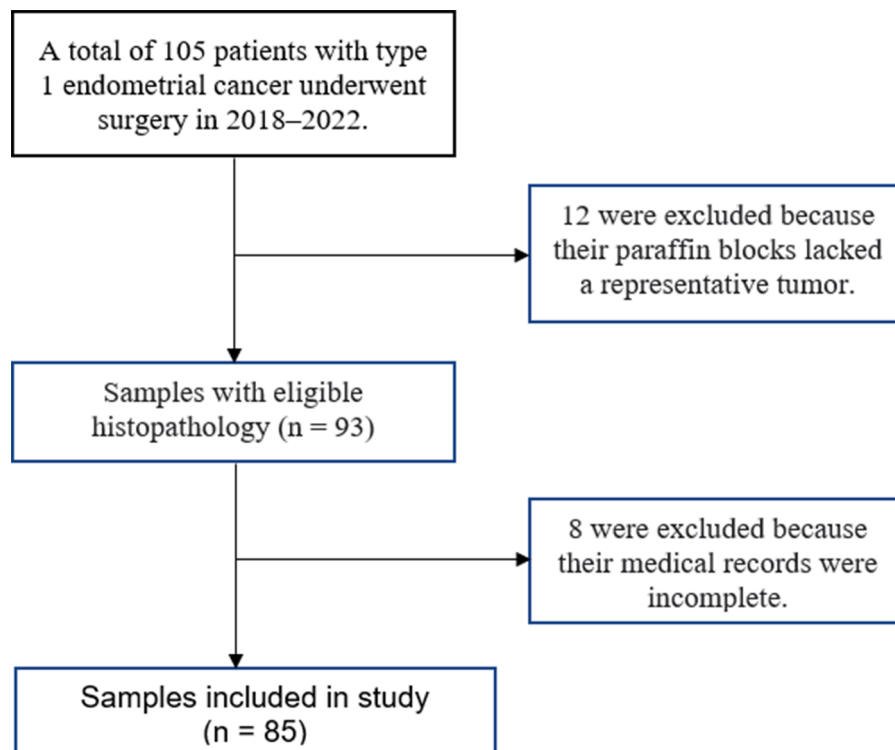 A total of 105 patients with type
1 endometrial cancer underwent
surgery in 2018–2022.
12 were excluded because
their paraffin blocks lacked
a representative tumor.
Samples with eligible
histopathology (n = 93)
8 were excluded because
their medical records were
incomplete.
Samples included in study
(n = 85)